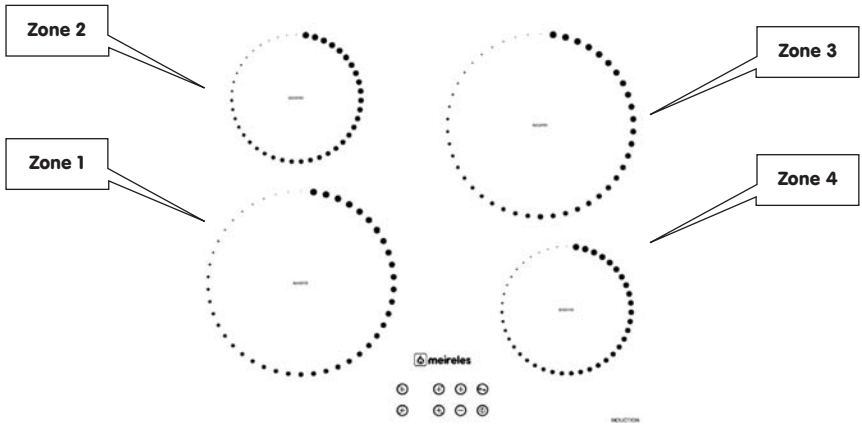 Zone 2
Zone 3
Zone 1
Zone 4
meireles
INDUCTION